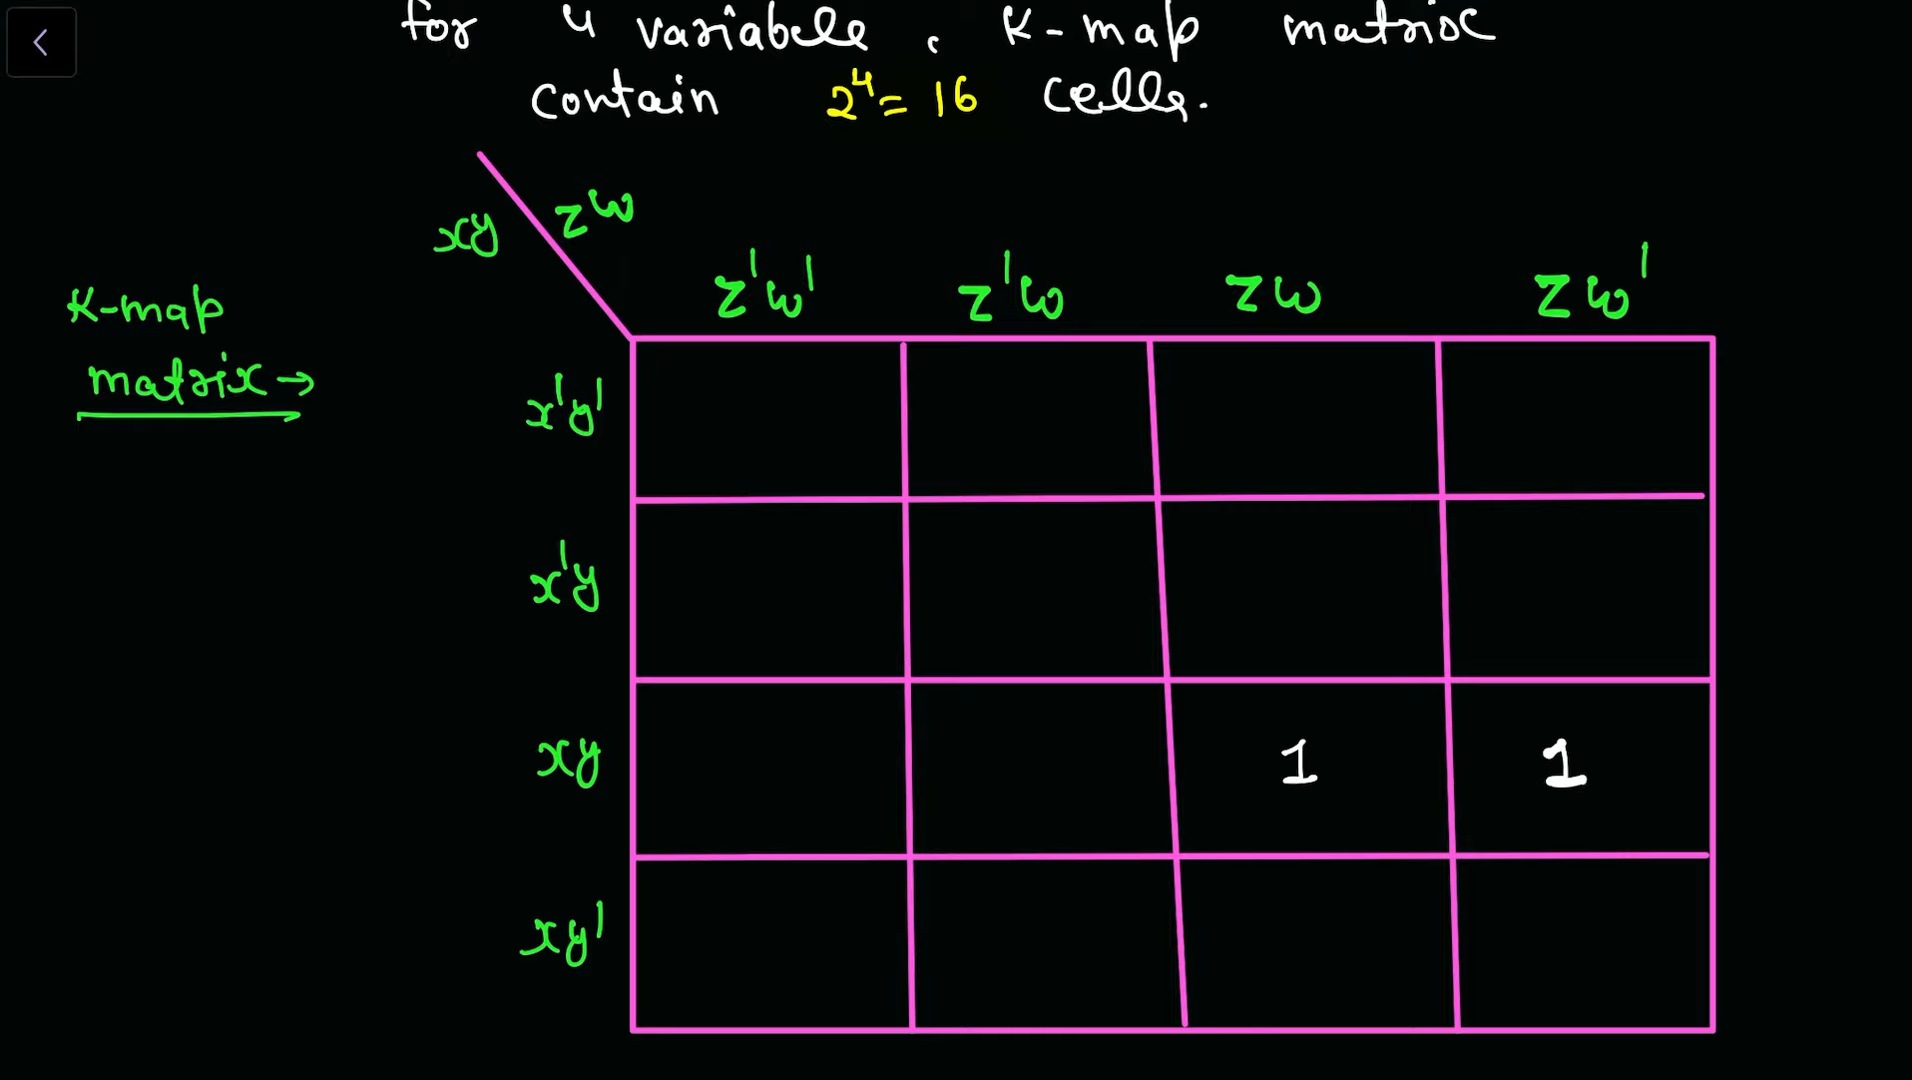 for 4 variable, K-map matrix
contain 2⁴= 16 cells.
xy zw
z'w' z'w zw zw'
K-map
matrix→
x'y'
x'y
xy 1 1
xy'